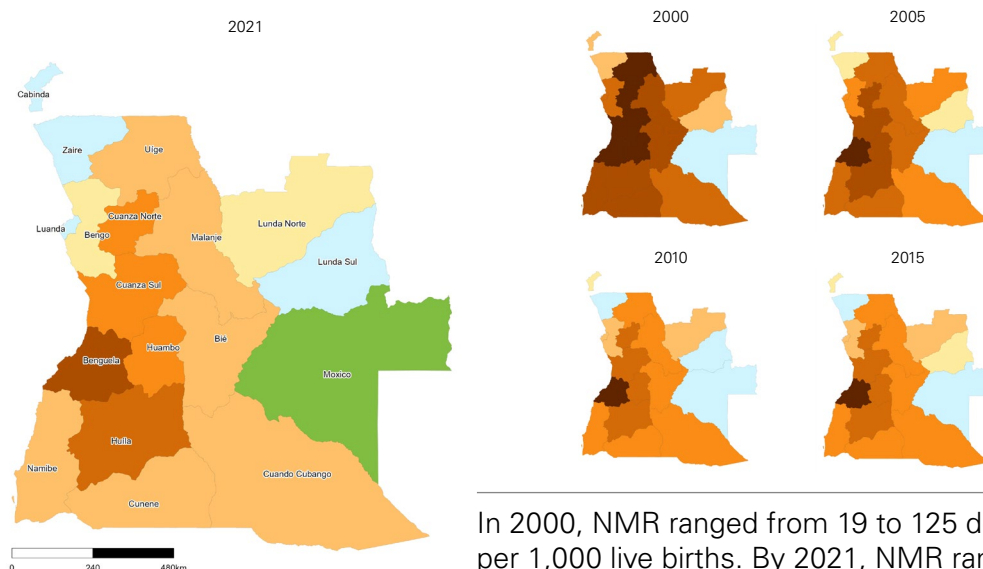 2021
Cabinda
Zaire
Uíge
Luanda
Bengo
Cuanza Norte
Malanje
Lunda Norte
Lunda Sul
Cuanza Sul
Benguela
Huambo
Bié
Moxico
Huíla
Namibe
Cunene
Cuando Cubango
0 240 480km
2000
2005
2010
2015
In 2000, NMR ranged from 19 to 125 d
per 1,000 live births. By 2021, NMR ran